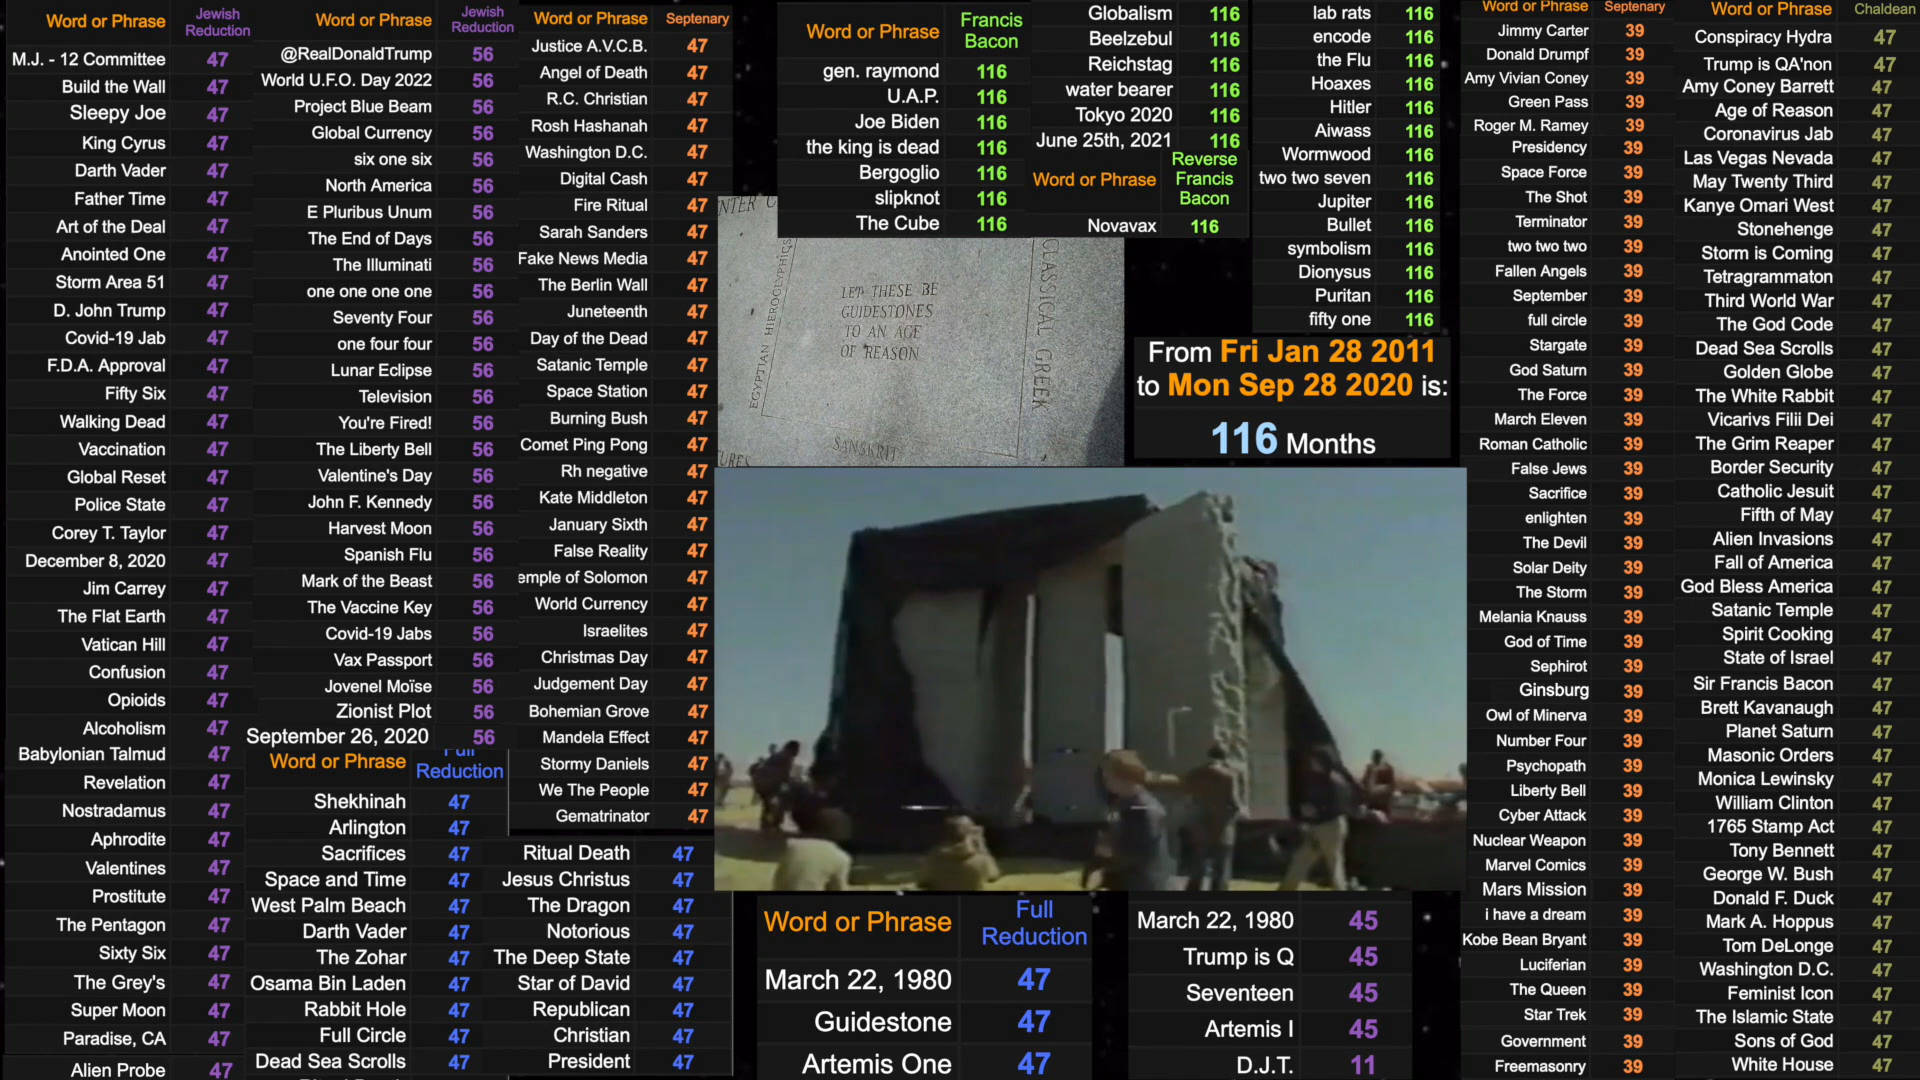 Word or Phrase Jewish Reduction
M.J. - 12 Committee 47
Build the Wall 47
Sleepy Joe 47
King Cyrus 47
Darth Vader 47
Father Time 47
Art of the Deal 47
Anointed One 47
Storm Area 51 47
D. John Trump 47
Covid-19 Jab 47
F.D.A. Approval 47
Fifty Six 47
Walking Dead 47
Vaccination 47
Global Reset 47
Police State 47
Corey T. Taylor 47
December 8, 2020 47
Jim Carrey 47
The Flat Earth 47
Vatican Hill 47
Confusion 47
Opioids 47
Alcoholism 47
Babylonian Talmud 47
Revelation 47
Nostradamus 47
Aphrodite 47
Valentines 47
Prostitute 47
The Pentagon 47
Sixty Six 47
The Grey's 47
Super Moon 47
Paradise, CA 47
Alien Probe 47
Word or Phrase Jewish Reduction
@RealDonaldTrump 56
World U.F.O. Day 2022 56
Project Blue Beam 56
Global Currency 56
six one six 56
North America 56
E Pluribus Unum 56
The End of Days 56
The Illuminati 56
one one one one 56
Seventy Four 56
one four four 56
Lunar Eclipse 56
Television 56
You're Fired! 56
The Liberty Bell 56
Valentine's Day 56
John F. Kennedy 56
Harvest Moon 56
Spanish Flu 56
Mark of the Beast 56
The Vaccine Key 56
Covid-19 Jabs 56
Vax Passport 56
Jovenel Moïse 56
Zionist Plot 56
September 26, 2020 56
Word or Phrase Full Reduction
Shekhinah 47
Arlington 47
Sacrifices 47
Space and Time 47
West Palm Beach 47
Darth Vader 47
The Zohar 47
Osama Bin Laden 47
Rabbit Hole 47
Full Circle 47
Dead Sea Scrolls 47
Word or Phrase Septenary
Justice A.V.C.B. 47
Angel of Death 47
R.C. Christian 47
Rosh Hashanah 47
Washington D.C. 47
Digital Cash 47
Fire Ritual 47
Sarah Sanders 47
Fake News Media 47
The Berlin Wall 47
Juneteenth 47
Day of the Dead 47
Satanic Temple 47
Space Station 47
Burning Bush 47
Comet Ping Pong 47
Rh negative 47
Kate Middleton 47
January Sixth 47
False Reality 47
emple of Solomon 47
World Currency 47
Israelites 47
Christmas Day 47
Judgement Day 47
Bohemian Grove 47
Mandela Effect 47
Stormy Daniels 47
We The People 47
Gematrinator 47
Ritual Death 47
Jesus Christus 47
The Dragon 47
Notorious 47
The Deep State 47
Star of David 47
Republican 47
Christian 47
President 47
Word or Phrase Francis Bacon
gen. raymond 116
U.A.P. 116
Joe Biden 116
the king is dead 116
Bergoglio 116
slipknot 116
The Cube 116
Globalism 116
Beelzebul 116
Reichstag 116
water bearer 116
Tokyo 2020 116
June 25th, 2021 116
Word or Phrase Reverse Francis Bacon
Novavax 116
lab rats 116
encode 116
the Flu 116
Hoaxes 116
Hitler 116
Aiwass 116
Wormwood 116
two two seven 116
Jupiter 116
Bullet 116
symbolism 116
Dionysus 116
Puritan 116
fifty one 116
NTER C
EGYPTIAN HIEROGLYPHICS
LET THESE BE
GUIDESTONES
TO AN AGE
OF REASON
CLASSICAL GREEK
SANSKRIT
URES
From Fri Jan 28 2011
to Mon Sep 28 2020 is:
116 Months
Word or Phrase Full Reduction
March 22, 1980 47
Guidestone 47
Artemis One 47
March 22, 1980 45
Trump is Q 45
Seventeen 45
Artemis I 45
D.J.T. 11
Word or Phrase Septenary
Jimmy Carter 39
Donald Drumpf 39
Amy Vivian Coney 39
Green Pass 39
Roger M. Ramey 39
Presidency 39
Space Force 39
The Shot 39
Terminator 39
two two two 39
Fallen Angels 39
September 39
full circle 39
Stargate 39
God Saturn 39
The Force 39
March Eleven 39
Roman Catholic 39
False Jews 39
Sacrifice 39
enlighten 39
The Devil 39
Solar Deity 39
The Storm 39
Melania Knauss 39
God of Time 39
Sephirot 39
Ginsburg 39
Owl of Minerva 39
Number Four 39
Psychopath 39
Liberty Bell 39
Cyber Attack 39
Nuclear Weapon 39
Marvel Comics 39
Mars Mission 39
i have a dream 39
Kobe Bean Bryant 39
Luciferian 39
The Queen 39
Star Trek 39
Government 39
Freemasonry 39
Word or Phrase Chaldean
Conspiracy Hydra 47
Trump is QA'non 47
Amy Coney Barrett 47
Age of Reason 47
Coronavirus Jab 47
Las Vegas Nevada 47
May Twenty Third 47
Kanye Omari West 47
Stonehenge 47
Storm is Coming 47
Tetragrammaton 47
Third World War 47
The God Code 47
Dead Sea Scrolls 47
Golden Globe 47
The White Rabbit 47
Vicarivs Filii Dei 47
The Grim Reaper 47
Border Security 47
Catholic Jesuit 47
Fifth of May 47
Alien Invasions 47
Fall of America 47
God Bless America 47
Satanic Temple 47
Spirit Cooking 47
State of Israel 47
Sir Francis Bacon 47
Brett Kavanaugh 47
Planet Saturn 47
Masonic Orders 47
Monica Lewinsky 47
William Clinton 47
1765 Stamp Act 47
Tony Bennett 47
George W. Bush 47
Donald F. Duck 47
Mark A. Hoppus 47
Tom DeLonge 47
Washington D.C. 47
Feminist Icon 47
The Islamic State 47
Sons of God 47
White House 47